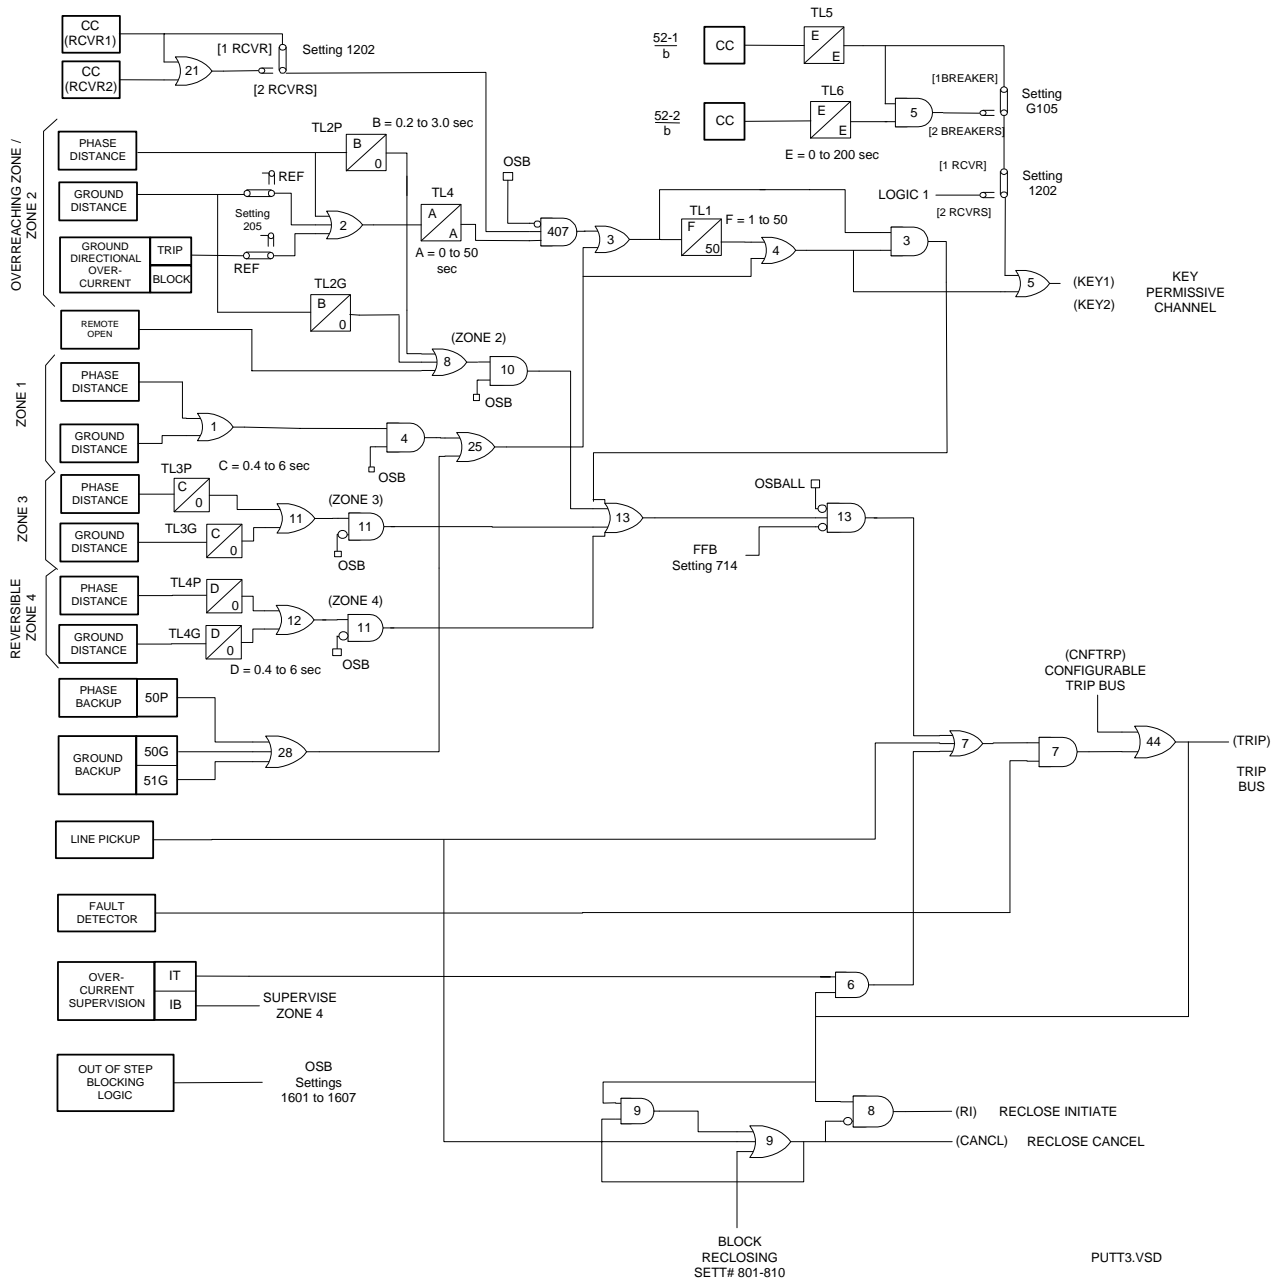 CC
(RCVR1)
CC
(RCVR2)
21
[1 RCVR]
Setting 1202
[2 RCVRS]
TL5
52-1
b
CC
E
E
TL6
52-2
b
CC
E
E
E = 0 to 200 sec
5
[1BREAKER]
[2 BREAKERS]
Setting
G105
[1 RCVR]
Setting
1202
LOGIC 1
[2 RCVRS]
OVERREACHING ZONE /
ZONE 2
PHASE
DISTANCE
GROUND
DISTANCE
GROUND
DIRECTIONAL
OVER-
CURRENT
TRIP
BLOCK
TL2P
B = 0.2 to 3.0 sec
B
0
REF
Setting
205
REF
2
TL4
A
A
A = 0 to 50
sec
OSB
407
3
TL1
F = 1 to 50
F
50
4
3
5
(KEY1)
(KEY2)
KEY
PERMISSIVE
CHANNEL
TL2G
B
0
REMOTE
OPEN
(ZONE 2)
8
10
OSB
ZONE 1
PHASE
DISTANCE
GROUND
DISTANCE
1
4
OSB
25
ZONE 3
PHASE
DISTANCE
GROUND
DISTANCE
TL3P
C = 0.4 to 6 sec
C
0
TL3G
C
0
11
(ZONE 3)
11
OSB
13
OSBALL
13
FFB
Setting 714
REVERSIBLE
ZONE 4
PHASE
DISTANCE
GROUND
DISTANCE
TL4P
D
0
TL4G
D
0
D = 0.4 to 6 sec
12
(ZONE 4)
11
OSB
PHASE
BACKUP
50P
GROUND
BACKUP
50G
51G
28
(CNFTRP)
CONFIGURABLE
TRIP BUS
7
7
44
(TRIP)
TRIP
BUS
LINE PICKUP
FAULT
DETECTOR
OVER-
CURRENT
SUPERVISION
IT
IB
SUPERVISE
ZONE 4
6
OUT OF STEP
BLOCKING
LOGIC
OSB
Settings
1601 to 1607
9
8
(RI)
RECLOSE INITIATE
9
(CANCL)
RECLOSE CANCEL
BLOCK
RECLOSING
SETT# 801-810
PUTT3.VSD